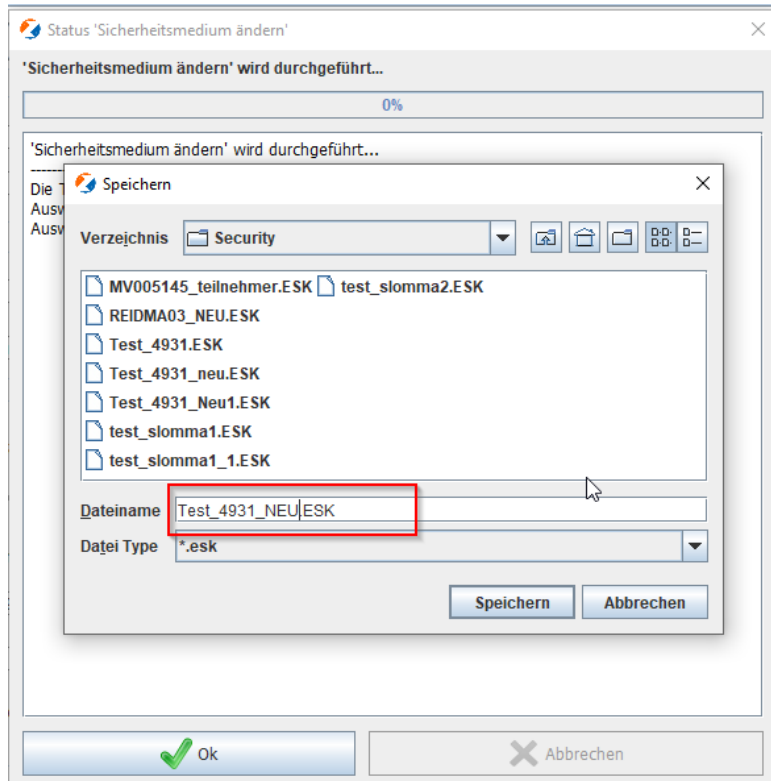 Status 'Sicherheitsmedium ändern'
'Sicherheitsmedium ändern' wird durchgeführt...
0%
'Sicherheitsmedium ändern' wird durchgeführt...
Die
Speichern
Verzeichnis Security
MV005145_teilnehmer.ESK test_slomma2.ESK
REIDMA03_NEU.ESK
Test_4931.ESK
Test_4931_neu.ESK
Test_4931_Neu1.ESK
test_slomma1.ESK
test_slomma1_1.ESK
Dateiname Test_4931_NEU.ESK
Datei Type *.esk
Speichern Abbrechen
Ok Abbrechen